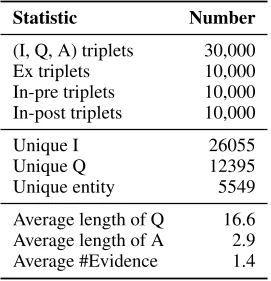 Statistic Number
(I, Q, A) triplets 30,000
Ex triplets 10,000
In-pre triplets 10,000
In-post triplets 10,000
Unique I 26055
Unique Q 12395
Unique entity 5549
Average length of Q 16.6
Average length of A 2.9
Average #Evidence 1.4